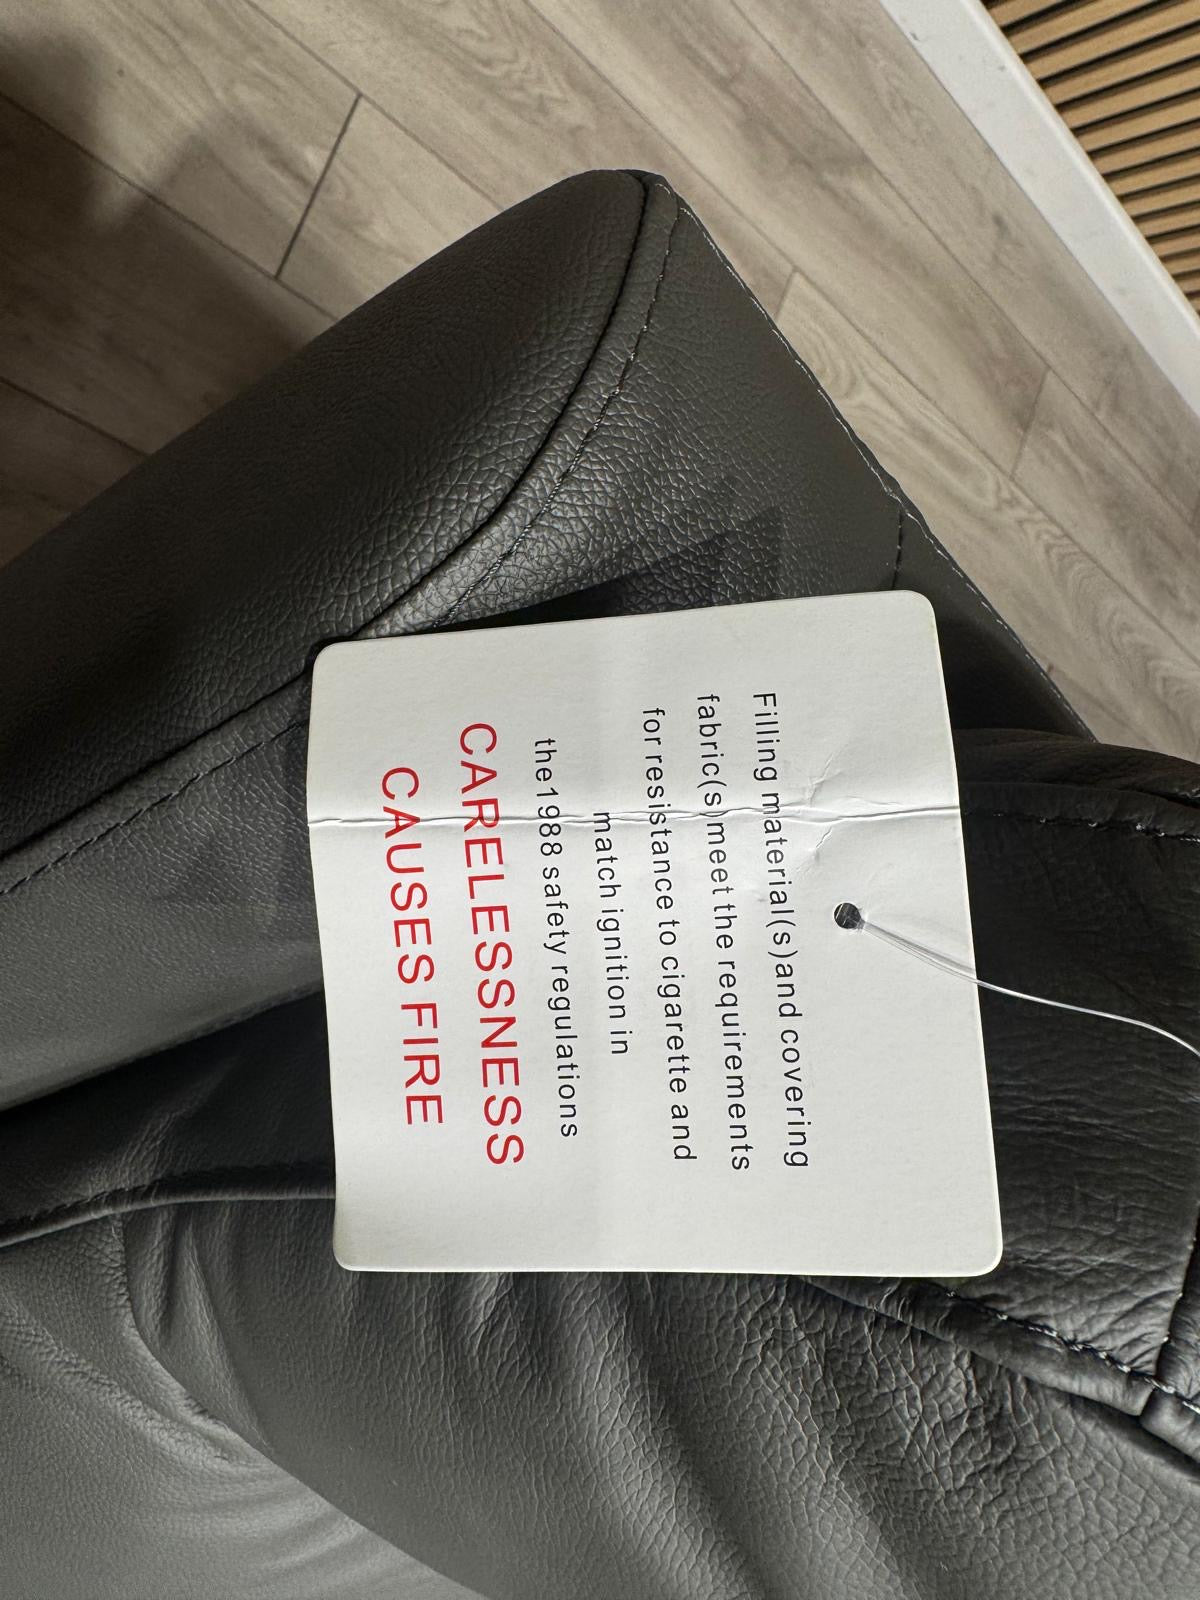 Filling material(s)and covering
fabric(s)meet the requirements
for resistance to cigarette and
match ignition in
the1988 safety regulations
CARELESSNESS
CAUSES FIRE